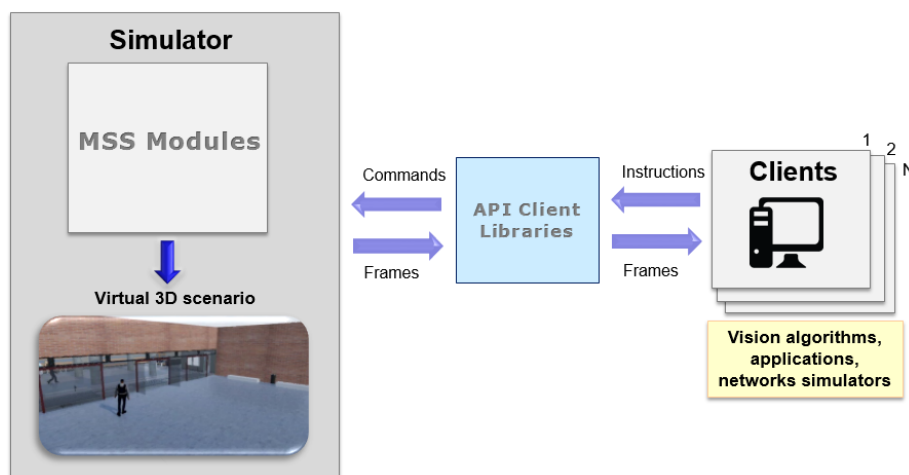 Simulator
MSS Modules
Virtual 3D scenario
Commands
Frames
API Client
Libraries
Instructions
Frames
1
2
N
Clients
Vision algorithms,
applications,
networks simulators